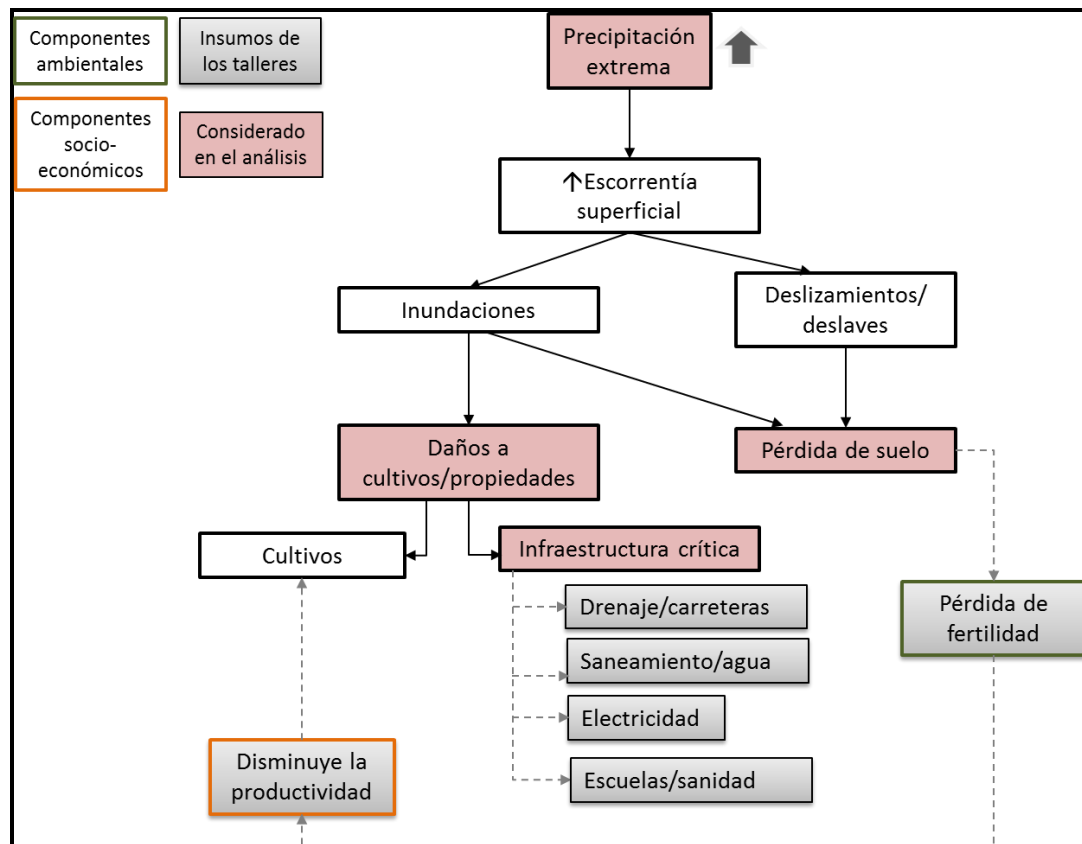 Componentes
ambientales
Insumos de
los talleres
Componentes
socio-
económicos
Considerado
en el análisis
Precipitación
extrema
↑Escorrentía
superficial
Inundaciones
Deslizamientos/
deslaves
Daños a
cultivos/propiedades
Pérdida de suelo
Cultivos
Infraestructura crítica
Drenaje/carreteras
Saneamiento/agua
Electricidad
Escuelas/sanidad
Pérdida de
fertilidad
Disminuye la
productividad